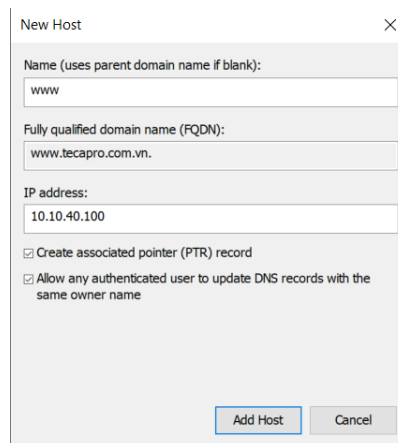 New Host
Name (uses parent domain name if blank):
www
Fully qualified domain name (FQDN):
www.tecapro.com.vn.
IP address:
10.10.40.100
Create associated pointer (PTR) record
Allow any authenticated user to update DNS records with the
same owner name
Add Host
Cancel